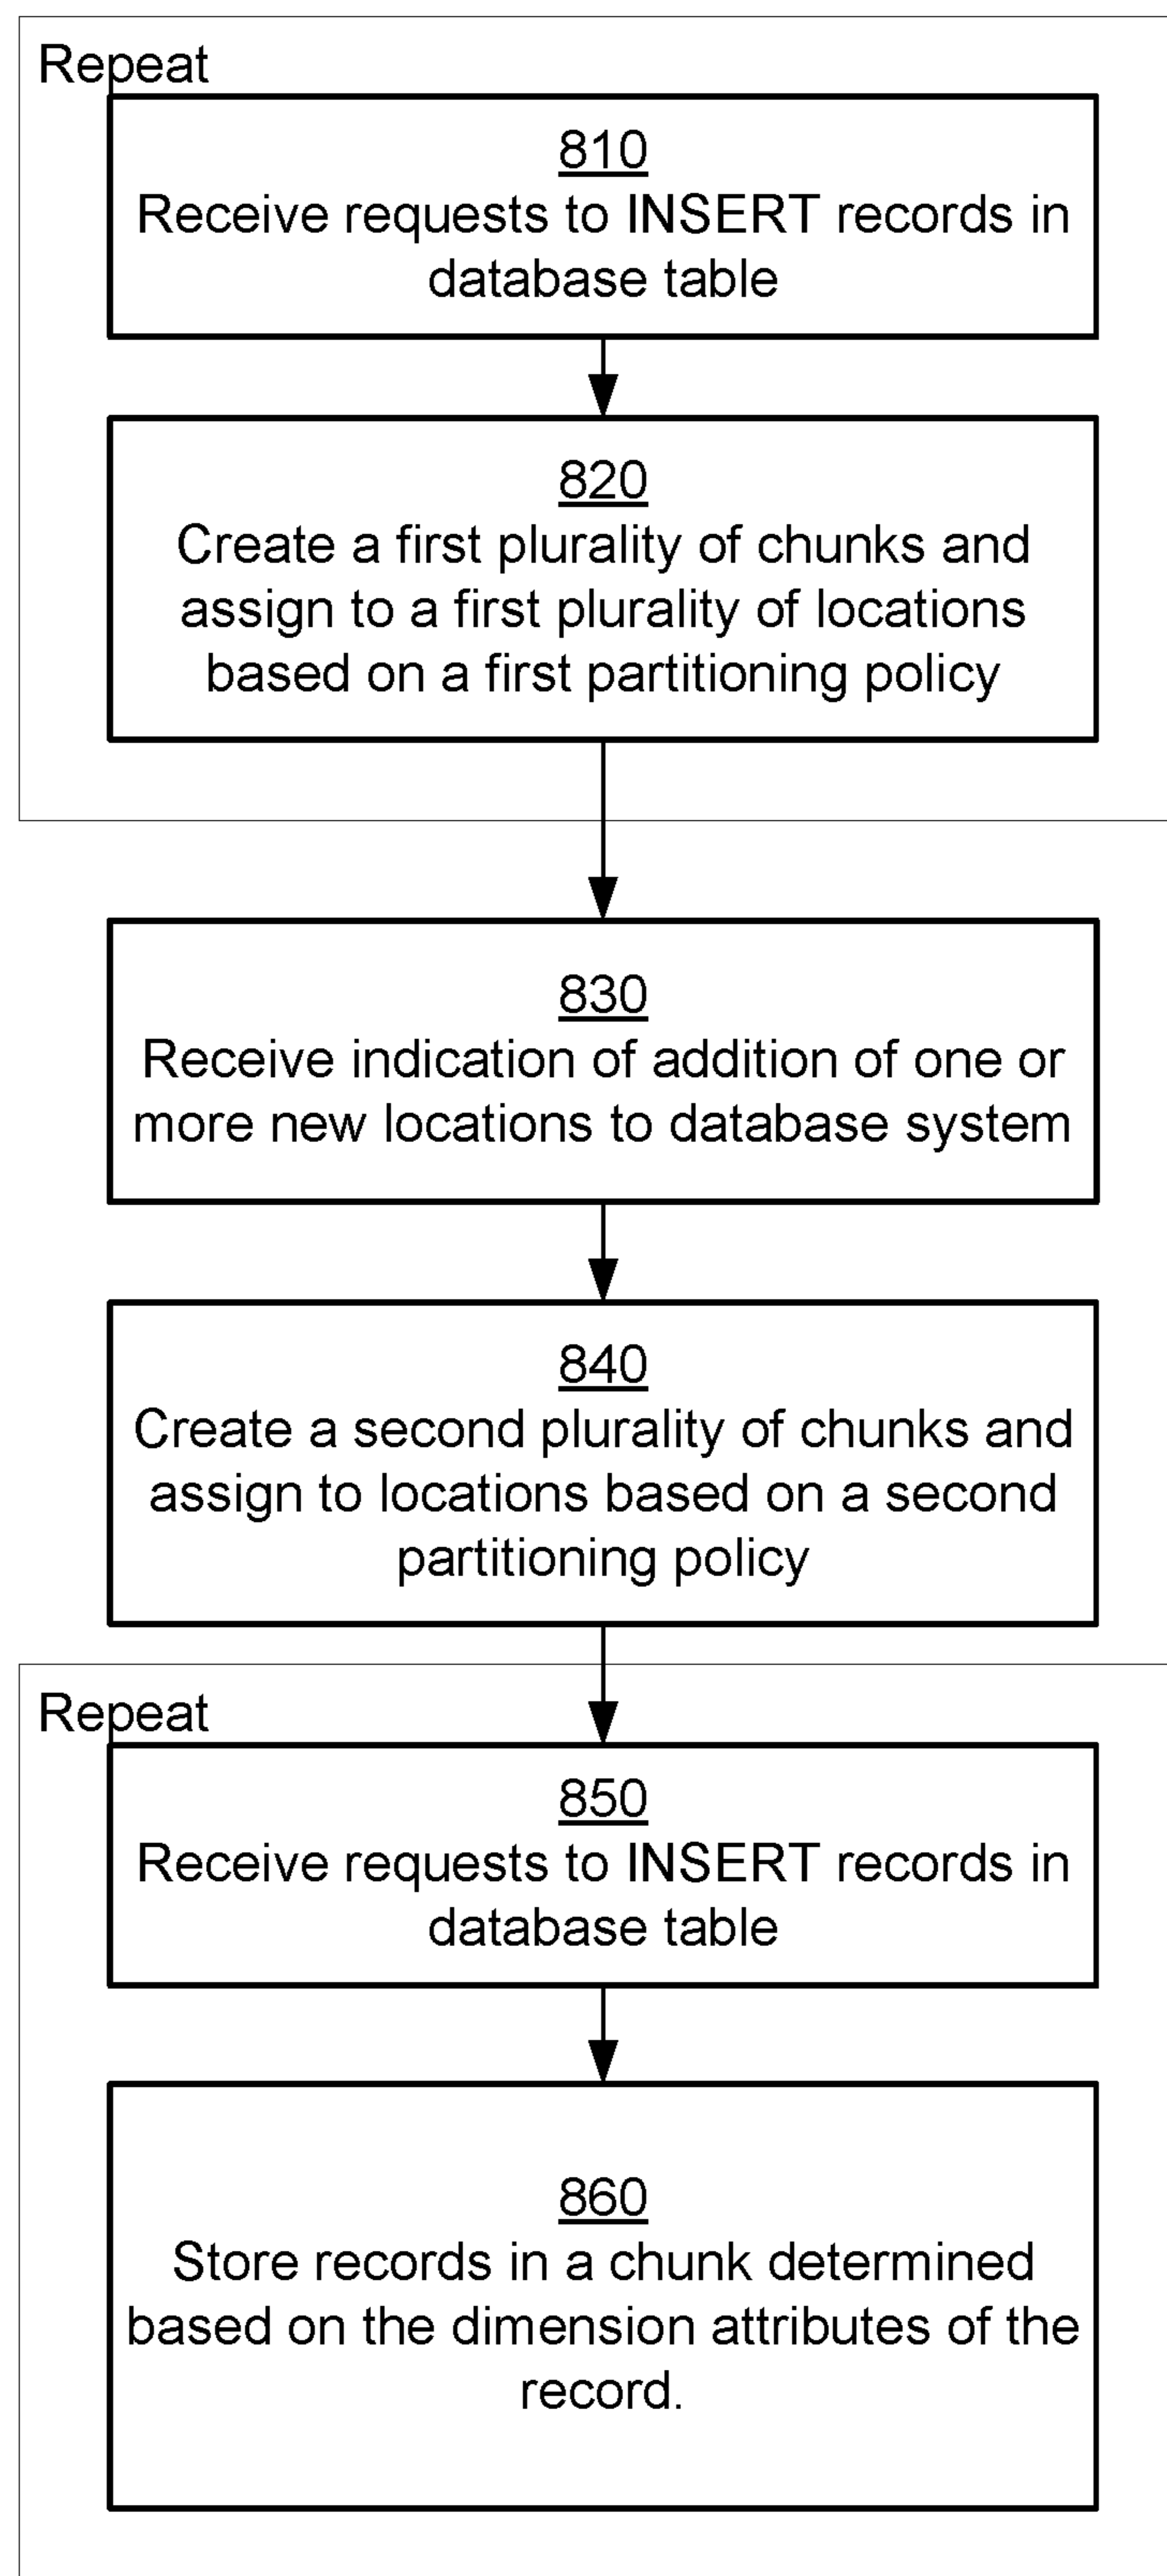 Repeat
810
Receive requests to INSERT records in
database table
820
Create a first plurality of chunks and
assign to a first plurality of locations
based on a first partitioning policy
830
Receive indication of addition of one or
more new locations to database system
840
Create a second plurality of chunks and
assign to locations based on a second
partitioning policy
Repeat
850
Receive requests to INSERT records in
database table
860
Store records in a chunk determined
based on the dimension attributes of the
record.